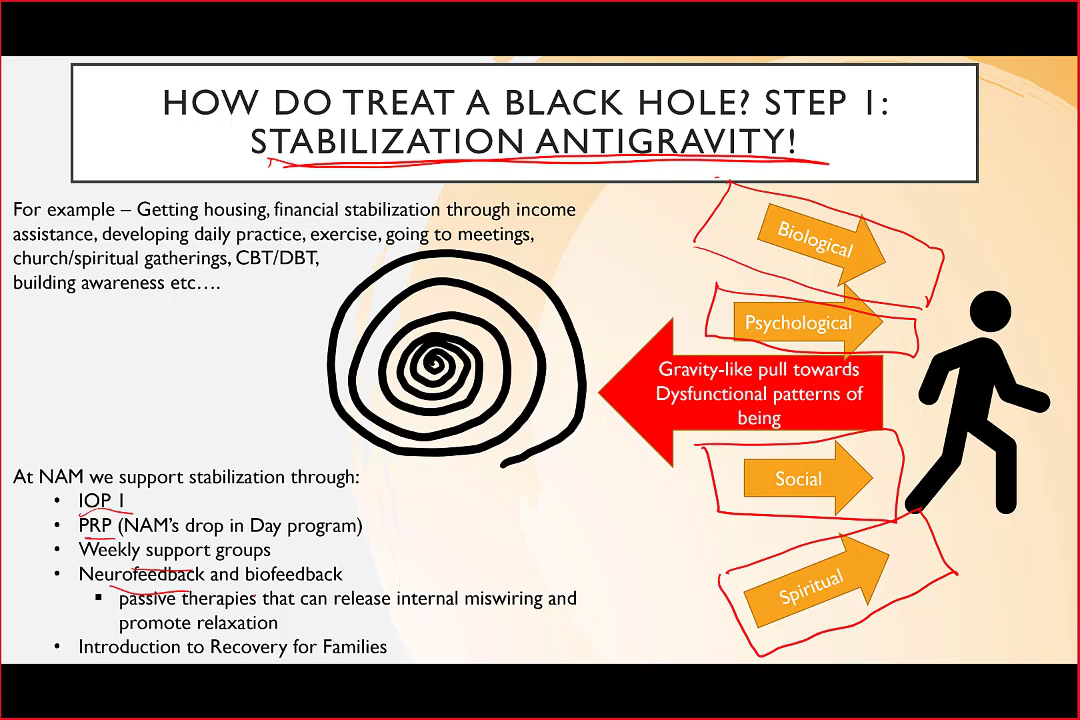 HOW DO TREAT A BLACK HOLE? STEP 1:
STABILIZATION ANTIGRAVITY!
For example – Getting housing, financial stabilization through income
assistance, developing daily practice, exercise, going to meetings,
church/spiritual gatherings, CBT/DBT,
building awareness etc….
Biological
Psychological
Gravity-like pull towards
Dysfunctional patterns of
being
Social
Spiritual
At NAM we support stabilization through:
• IOP 1
• PRP (NAM’s drop in Day program)
• Weekly support groups
• Neurofeedback and biofeedback
▪ passive therapies that can release internal miswiring and
promote relaxation
• Introduction to Recovery for Families